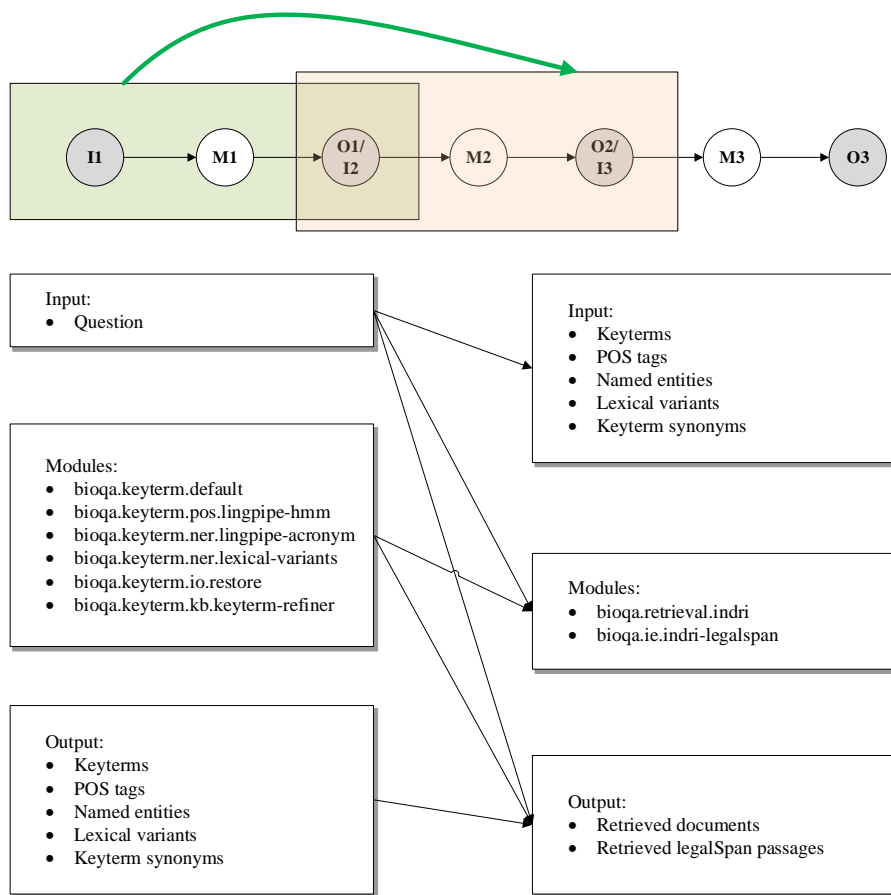 I1
M1
O1/
I2
M2
O2/
I3
M3
O3
Input:
• Question
Modules:
• bioqa.keyterm.default
• bioqa.keyterm.pos.lingpipe-hmm
• bioqa.keyterm.ner.lingpipe-acronym
• bioqa.keyterm.ner.lexical-variants
• bioqa.keyterm.io.restore
• bioqa.keyterm.kb.keyterm-refiner
Output:
• Keyterms
• POS tags
• Named entities
• Lexical variants
• Keyterm synonyms
Input:
• Keyterms
• POS tags
• Named entities
• Lexical variants
• Keyterm synonyms
Modules:
• bioqa.retrieval.indri
• bioqa.ie.indri-legalspan
Output:
• Retrieved documents
• Retrieved legalSpan passages